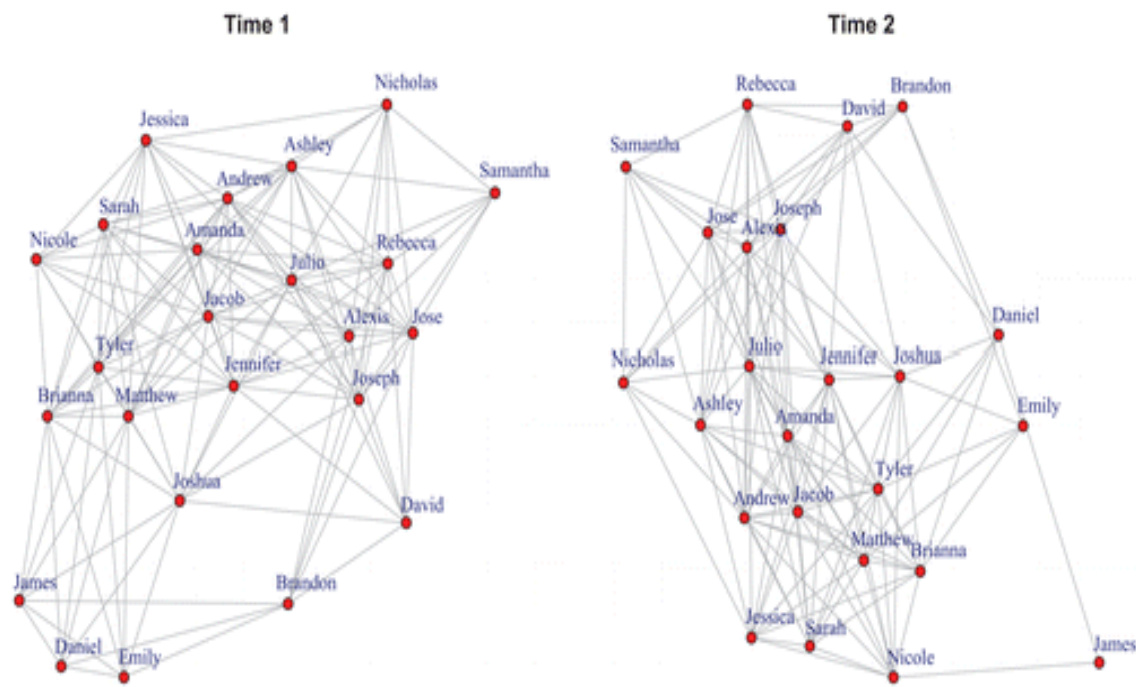 Time 1
Time 2
Nicholas
Jessica
Ashley
Samantha
Andrew
Sarah
Nicole
Amanda
Rebecca
Julio
Jacob
Alexis
Jose
Tyler
Jennifer
Brianna
Matthew
Joseph
Joshua
David
James
Brandon
Daniel
Emily
Rebecca
Brandon
David
Samantha
Joseph
Jose
Alexis
Daniel
Julio
Nicholas
Jennifer
Joshua
Ashley
Emily
Amanda
Tyler
Andrew
Jacob
Matthew
Brianna
Jessica
Sarah
James
Nicole